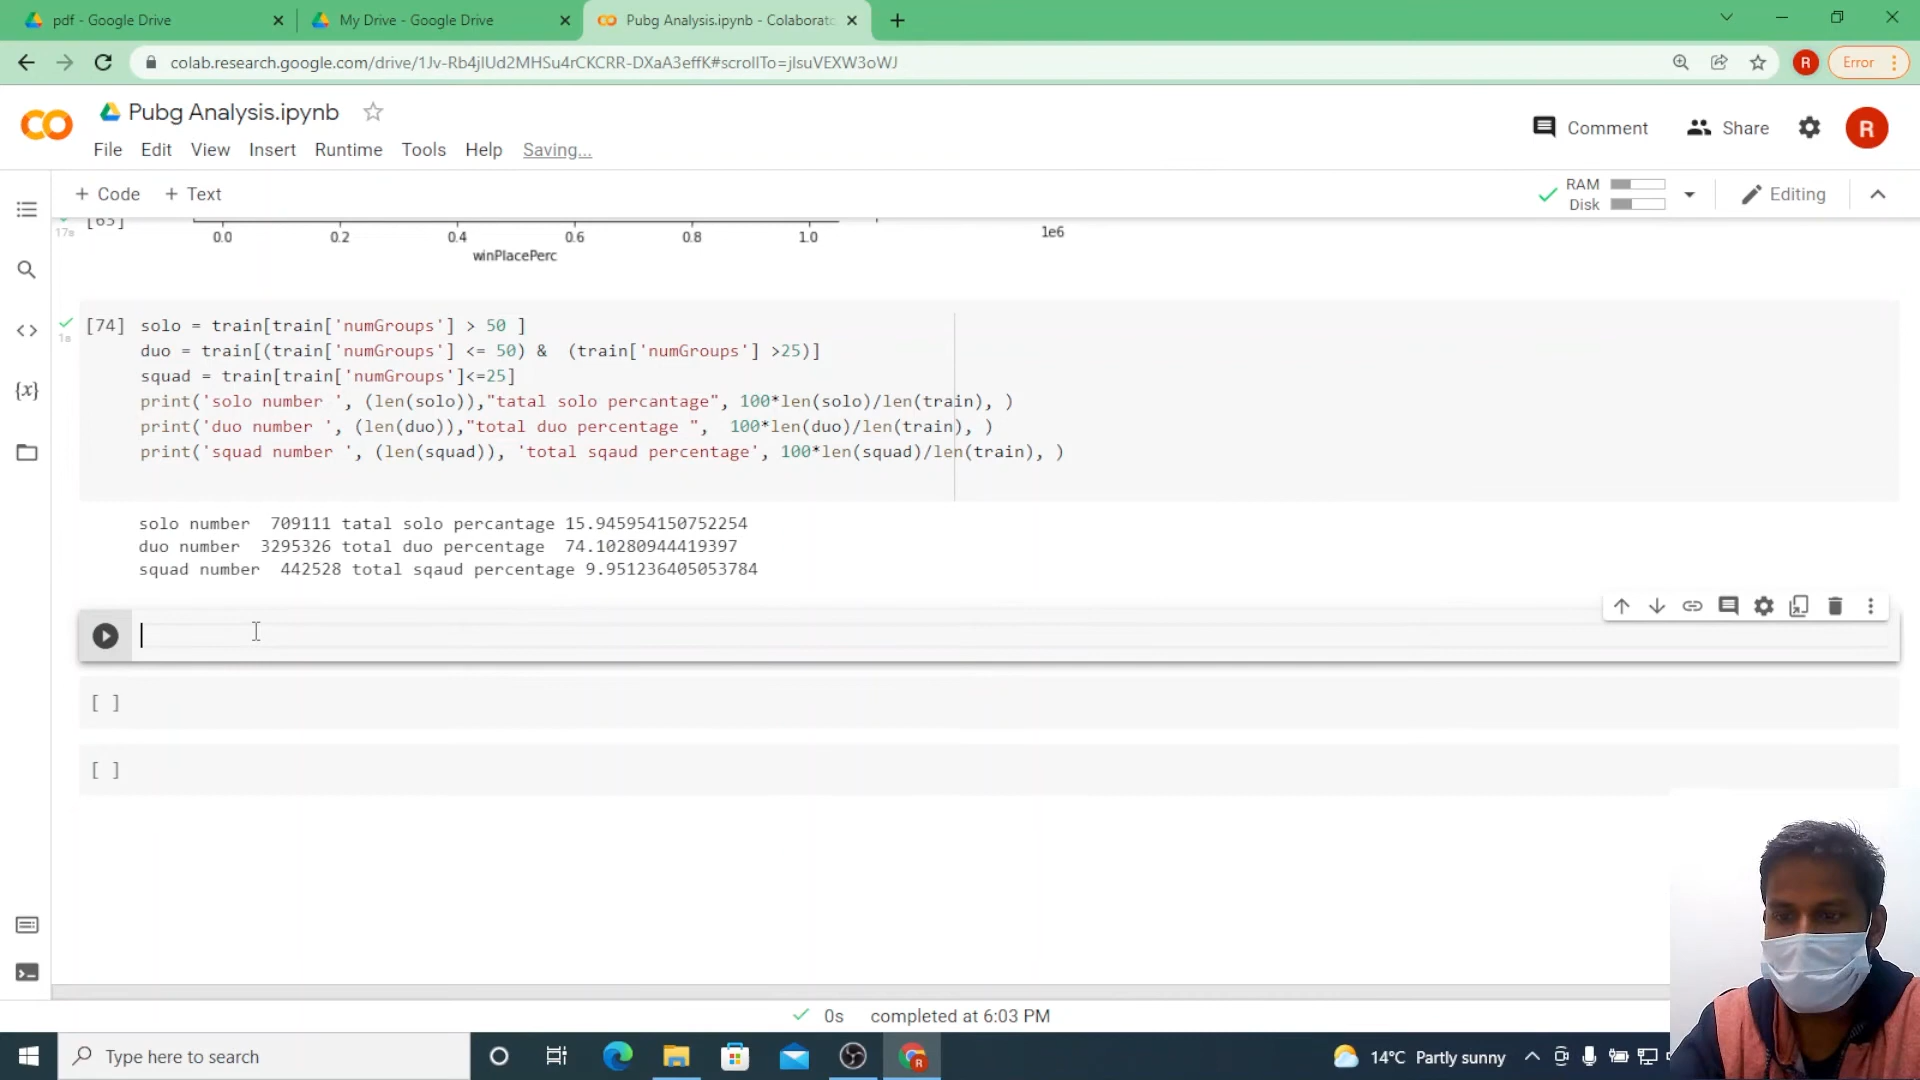 pdf - Google Drive
My Drive - Google Drive
Pubg Analysis.ipynb - Colaborato
colab.research.google.com/drive/1Jv-Rb4jlUd2MHSu4rCKCRR-DXaA3effK#scrollTo=jlsuVEXW3oWJ
R
Error
Pubg Analysis.ipynb
Comment
Share
R
File Edit View Insert Runtime Tools Help Saving...
+ Code + Text
RAM
Disk
Editing
[63]
17s
0.0 0.2 0.4 0.6 0.8 1.0 1e6
winPlacePerc
[74] solo = train[train['numGroups'] > 50 ]
1s
duo = train[(train['numGroups'] <= 50) & (train['numGroups'] >25)]
squad = train[train['numGroups']<=25]
print('solo number ', (len(solo)),"tatal solo percantage", 100*len(solo)/len(train), )
print('duo number ', (len(duo)),"total duo percentage ", 100*len(duo)/len(train), )
print('squad number ', (len(squad)), 'total sqaud percentage', 100*len(squad)/len(train), )
solo number 709111 tatal solo percantage 15.945954150752254
duo number 3295326 total duo percentage 74.10280944419397
squad number 442528 total sqaud percentage 9.951236405053784
[ ]
[ ]
0s completed at 6:03 PM
Type here to search
14°C Partly sunny